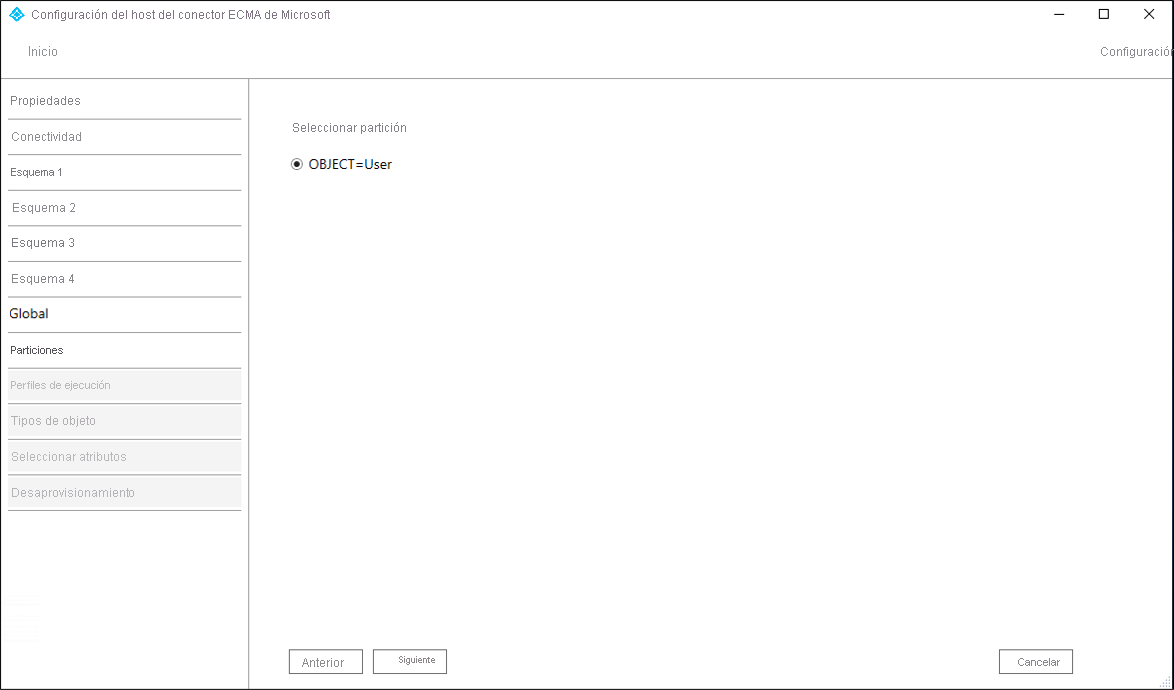 Configuración del host del conector ECMA de Microsoft
Inicio
Configuración
Propiedades
Conectividad
Esquema 1
Esquema 2
Esquema 3
Esquema 4
Global
Particiones
Perfiles de ejecución
Tipos de objeto
Seleccionar atributos
Desaprovisionamiento
Seleccionar partición
OBJECT=User
Anterior
Siguiente
Cancelar